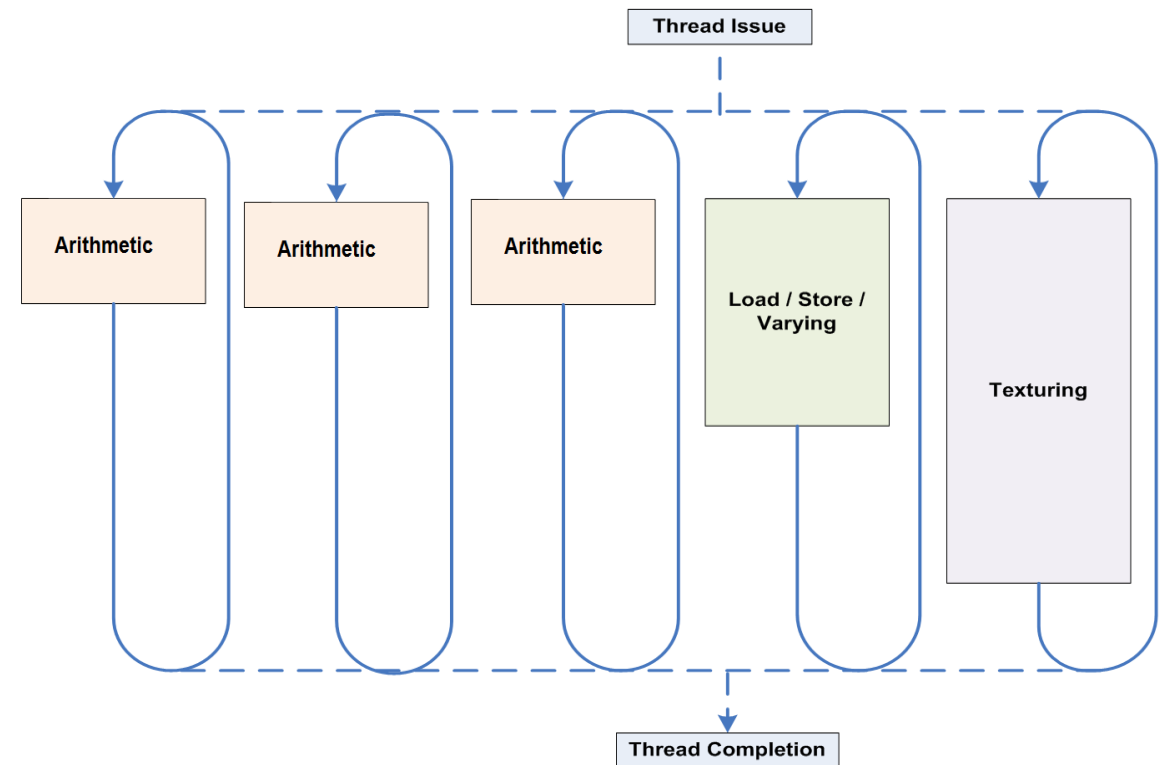 Thread Issue
Arithmetic
Arithmetic
Arithmetic
Load / Store /
Varying
Texturing
Thread Completion